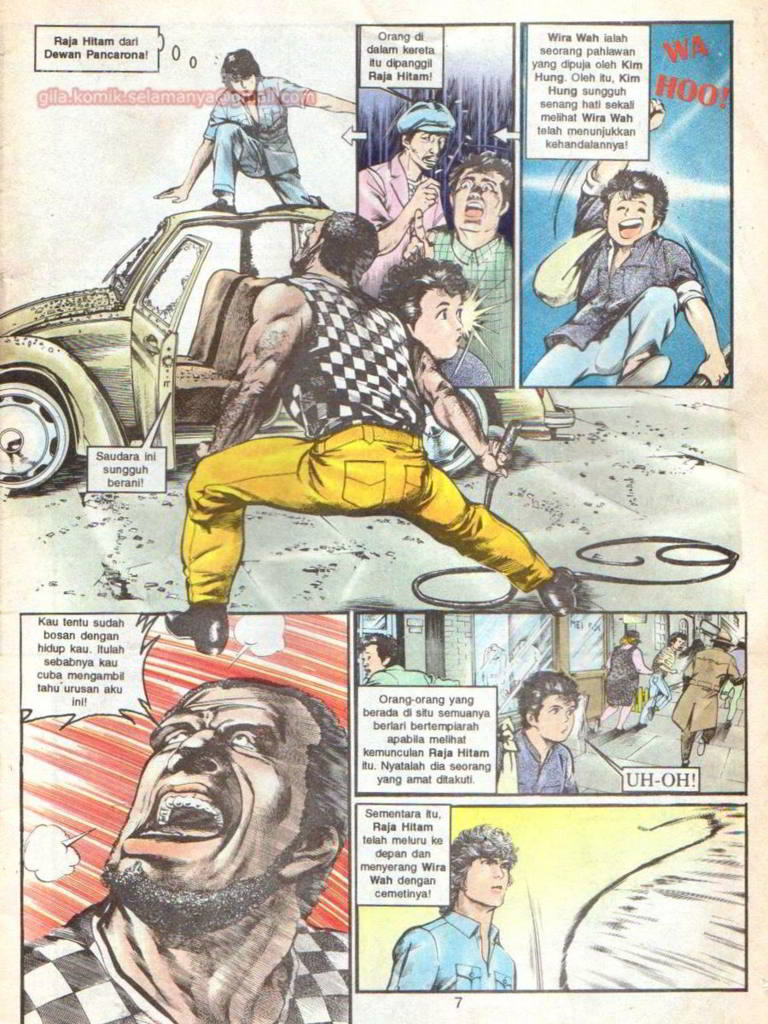 Raja Hitam dari
Dewan Pancarona!
gila.komik.selamanya@gmail.com
Orang di
dalam kereta
itu dipanggil
Raja Hitam!
Wira Wah ialah
seorang pahlawan
yang dipuja oleh Kim
Hung. Oleh itu, Kim
Hung sungguh
senang hati sekali
melihat Wira Wah
telah menunjukkan
kehandalannya!
WA
HOO!
Saudara ini
sungguh
berani!
Kau tentu sudah
bosan dengan
hidup kau. Itulah
sebabnya kau
cuba mengambil
tahu urusan aku
ini!
Orang-orang yang
berada di situ semuanya
berlari bertempiarah
apabila melihat
kemunculan Raja Hitam
itu. Nyatalah dia seorang
yang amat ditakuti.
UH-OH!
Sementara itu,
Raja Hitam
telah meluru ke
depan dan
menyerang Wira
Wah dengan
cemetinya!
7